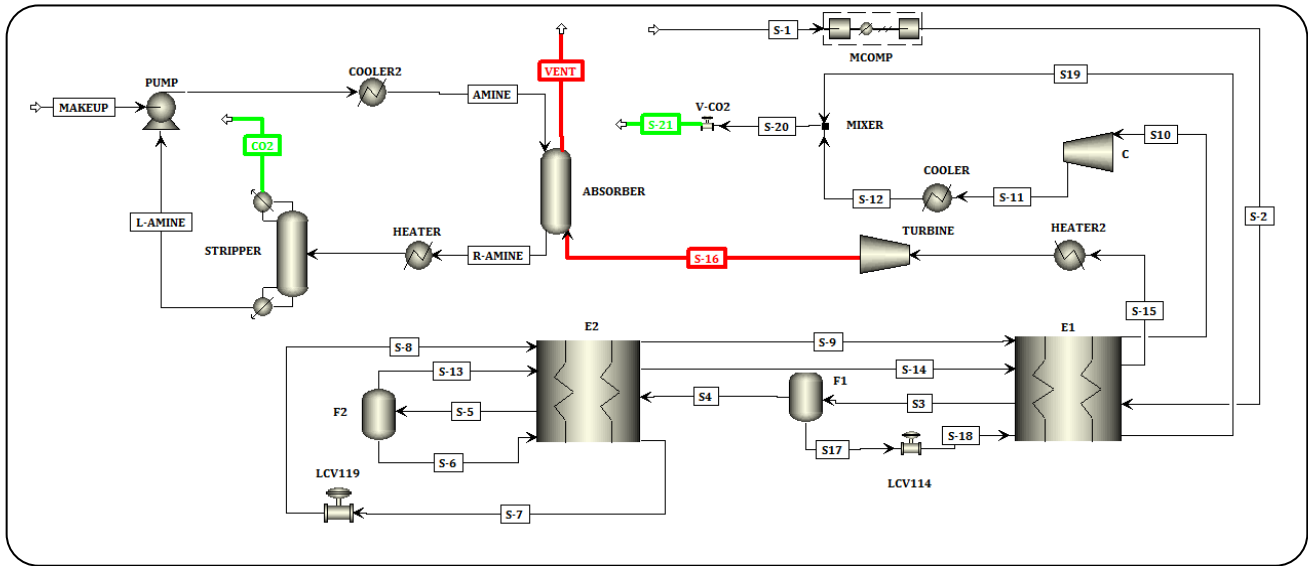 S-1
MCOMP
PUMP
COOLER2
VENT
S19
MAKEUP
AMINE
V-CO2
S-21
S-20
MIXER
S10
C
CO2
ABSORBER
COOLER
S-12
S-11
S-2
L-AMINE
STRIPPER
HEATER
R-AMINE
TURBINE
HEATER2
S-16
S-15
E2
E1
S-8
S-9
S-13
S-14
F1
F2
S-5
S4
S3
S-6
S17
S-18
LCV119
LCV114
S-7